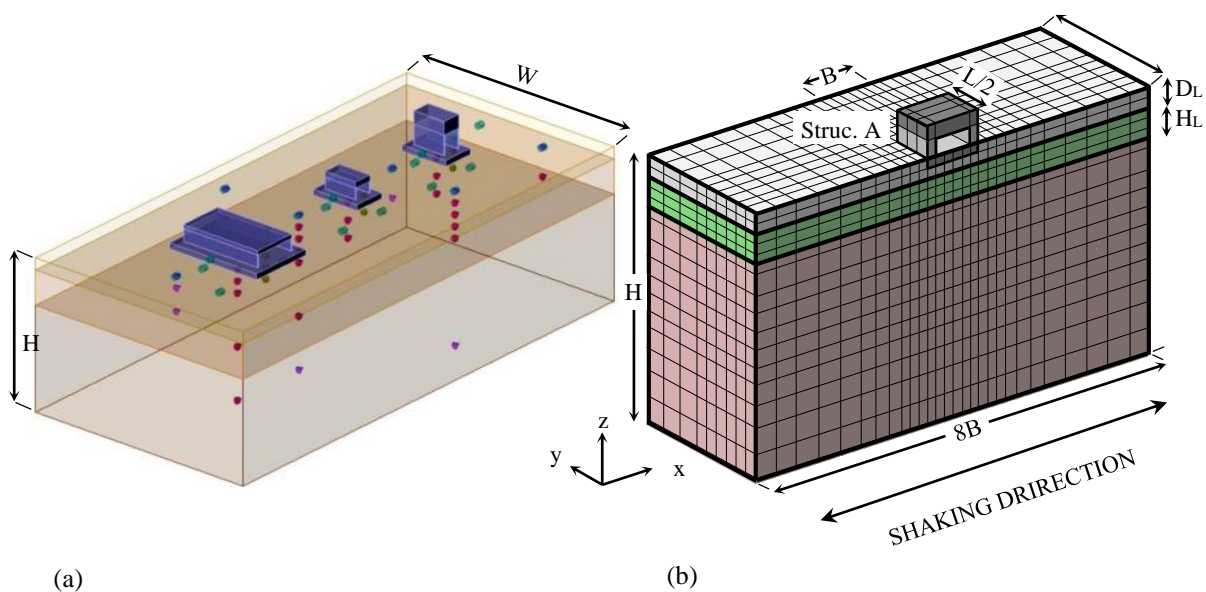 W
H
(a)
B
L/2
Struc. A
DL
HL
H
8B
SHAKING DRIRECTION
z
y
x
(b)